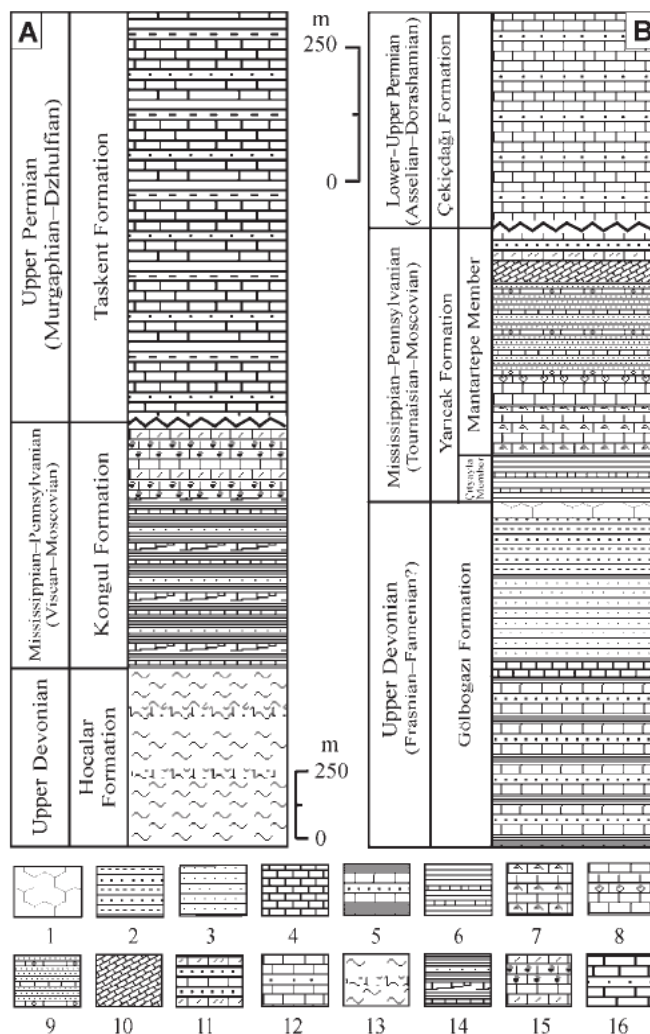 A
m
250
0
B
Upper Permian
(Murgaphian–Dzhulfian)
Taskent Formation
Mississippian–Pennsylvanian
(Viscan–Moscovian)
Kongul Formation
Upper Devonian
Hocalar
Formation
m
250
0
Lower–Upper Permian
(Asselian–Dorashamian)
Çekiçdağı Formation
Mississippian–Pennsylvanian
(Tournaisian–Moscovian)
Yarıcak Formation
Mantartepe Member
Çityayla
Member
Upper Devonian
(Frasnian–Famenian?)
Gölbogazı Formation
1 2 3 4 5 6 7 8
9 10 11 12 13 14 15 16